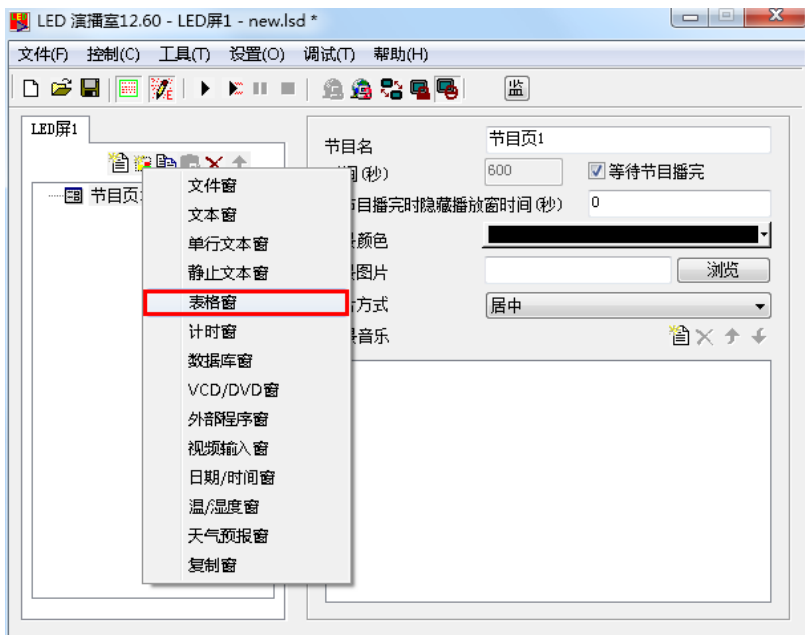 LED 演播室12.60 - LED屏1 - new.lsd *
文件(F) 控制(C) 工具(T) 设置(O) 调试(T) 帮助(H)
监
LED屏1
节目页
文件窗
文本窗
单行文本窗
静止文本窗
表格窗
计时窗
数据库窗
VCD/DVD窗
外部程序窗
视频输入窗
日期/时间窗
温/湿度窗
天气预报窗
复制窗
节目名 节目页1
(秒) 600 等待节目播完
目播完时隐藏播放窗时间(秒) 0
颜色
图片 浏览
方式 居中
音乐